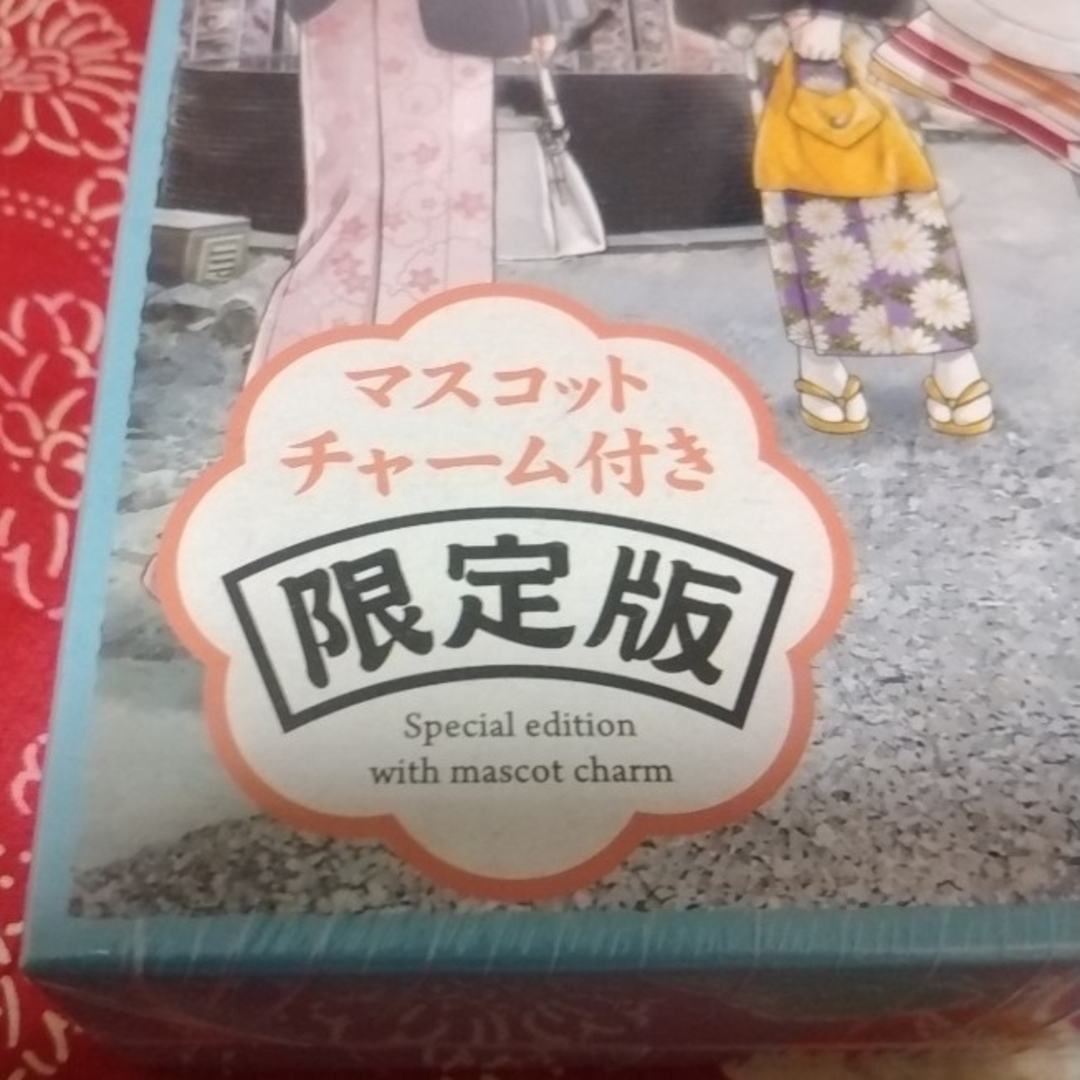 マスコット
チャーム付き
限定版
Special edition
with mascot charm